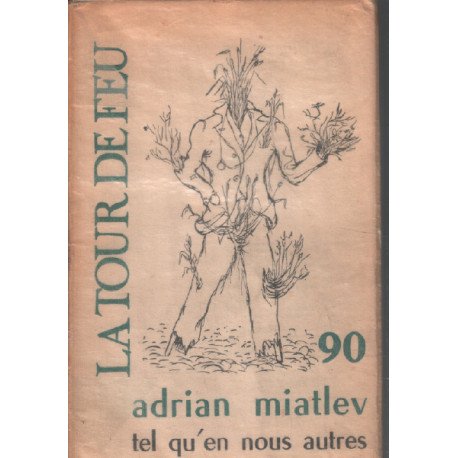 LA TOUR DE FEU
90
adrian miatlev
tel qu'en nous autres